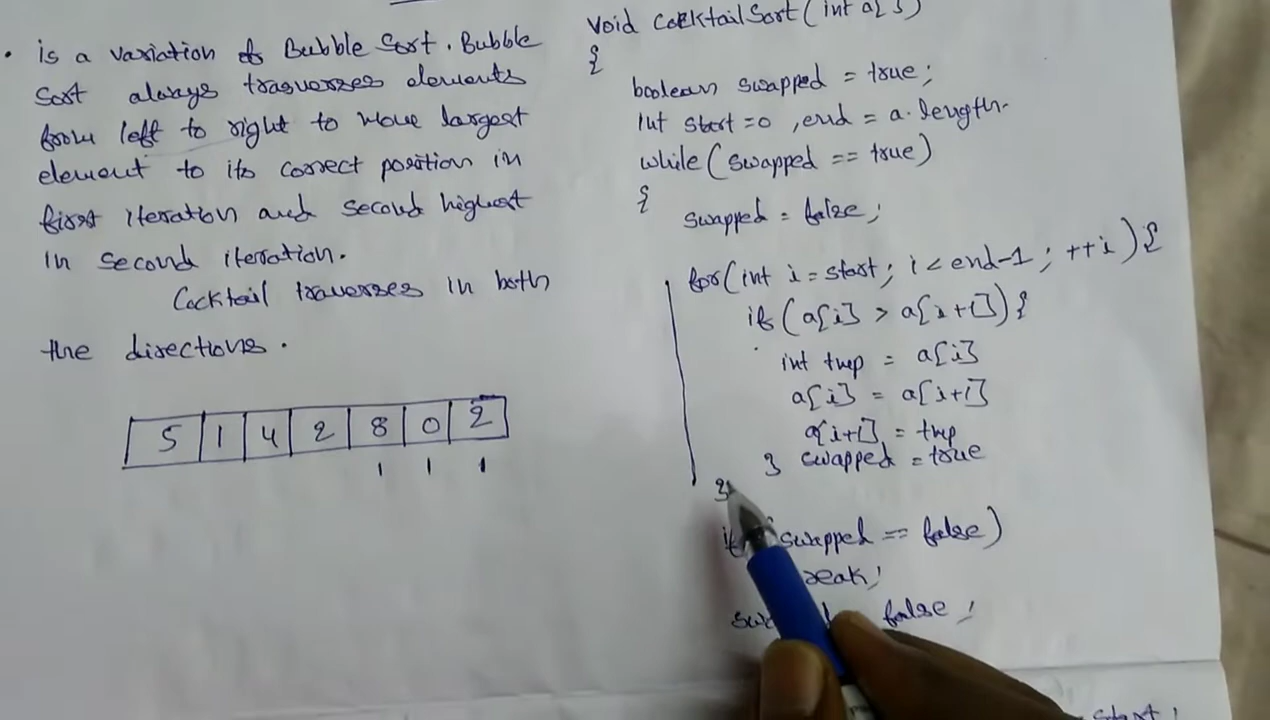 . is a variation of Bubble Sort. Bubble
Sort always traverses elements
from left to right to move largest
element to its correct position in
first iteration and second highest
in second iteration.
Cocktail traverses in both
the directions.
5 1 4 2 8 0 2
void CocktailSort(int a[])
{
boolean swapped = true;
int start=0, end = a.length.
while(swapped == true)
{
swapped = false;
for(int i=start; i<end-1; ++i){
if(a[i] > a[i+1]){
int tmp = a[i]
a[i] = a[i+1]
a[i+1] = tmp
} swapped = true
}
swapped == false)
false;
start;